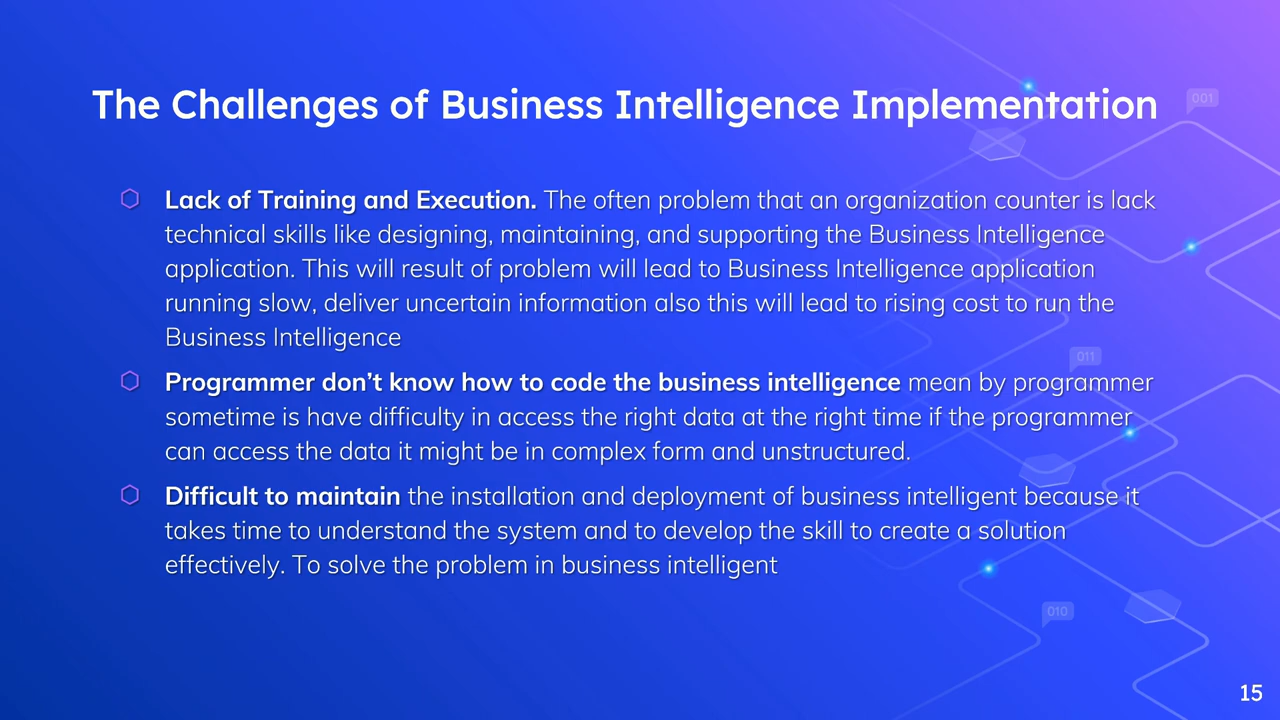 The Challenges of Business Intelligence Implementation
001
Lack of Training and Execution. The often problem that an organization counter is lack
technical skills like designing, maintaining, and supporting the Business Intelligence
application. This will result of problem will lead to Business Intelligence application
running slow, deliver uncertain information also this will lead to rising cost to run the
Business Intelligence
011
Programmer don’t know how to code the business intelligence mean by programmer
sometime is have difficulty in access the right data at the right time if the programmer
can access the data it might be in complex form and unstructured.
Difficult to maintain the installation and deployment of business intelligent because it
takes time to understand the system and to develop the skill to create a solution
effectively. To solve the problem in business intelligent
010
15